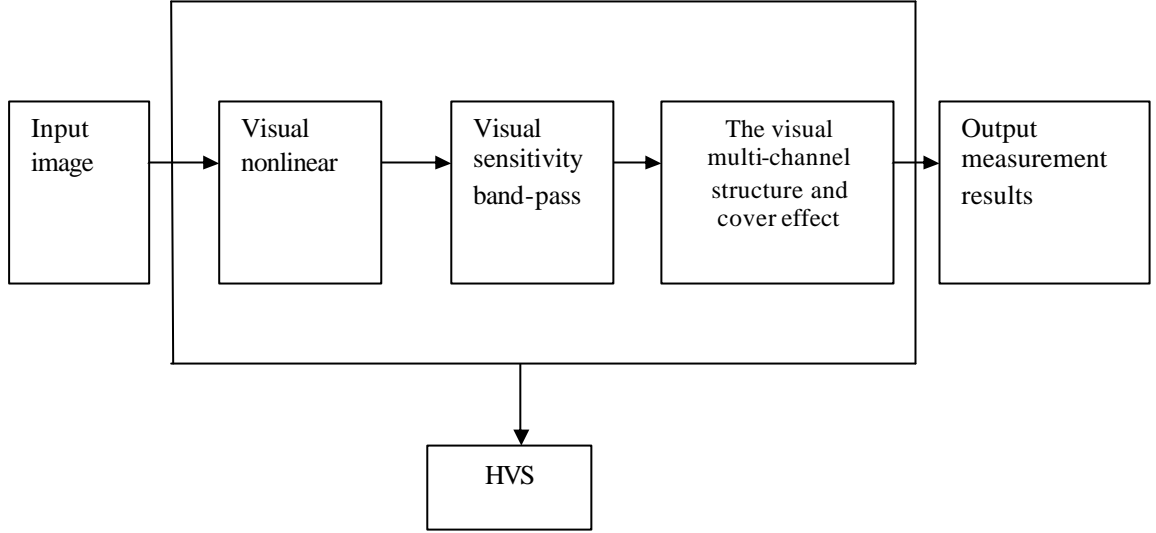 Input
image
Visual
nonlinear
Visual
sensitivity
band-pass
The visual
multi-channel
structure and
cover effect
Output
measurement
results
HVS